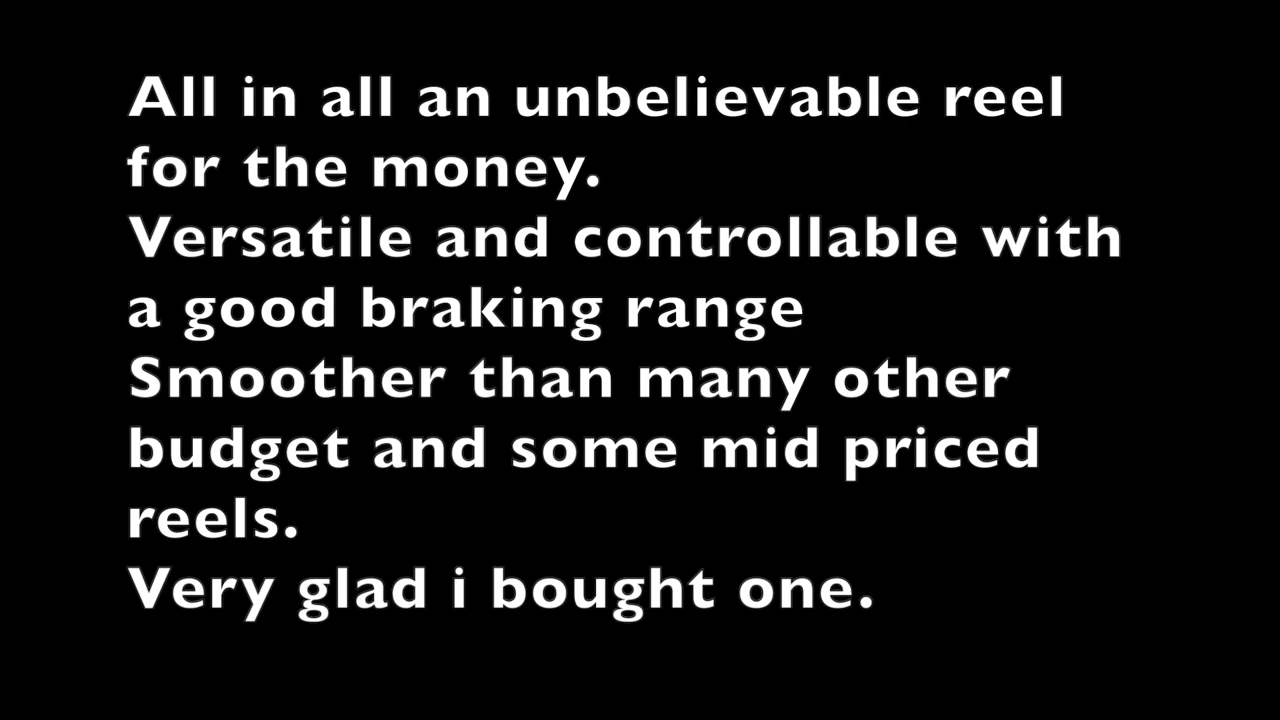 All in all an unbelievable reel
for the money.
Versatile and controllable with
a good braking range
Smoother than many other
budget and some mid priced
reels.
Very glad i bought one.